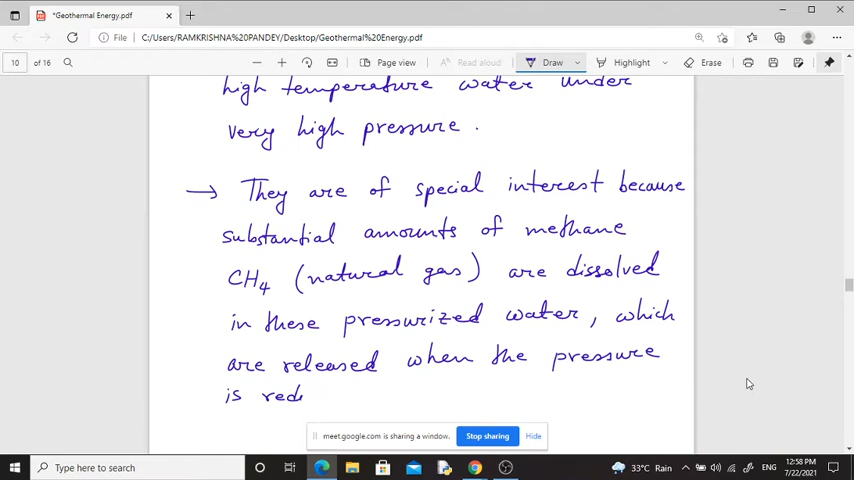 *Geothermal Energy.pdf
File C:/Users/RAMKRISHNA%20PANDEY/Desktop/Geothermal%20Energy.pdf
10 of 16 Page view Read aloud Draw Highlight Erase
high temperature water under
very high pressure.
→ They are of special interest because
substantial amounts of methane
CH4 (natural gas) are dissolved
in these pressurized water, which
are released when the pressure
is red
meet.google.com is sharing a window. Stop sharing Hide
Type here to search 33°C Rain ENG 12:58 PM
7/22/2021